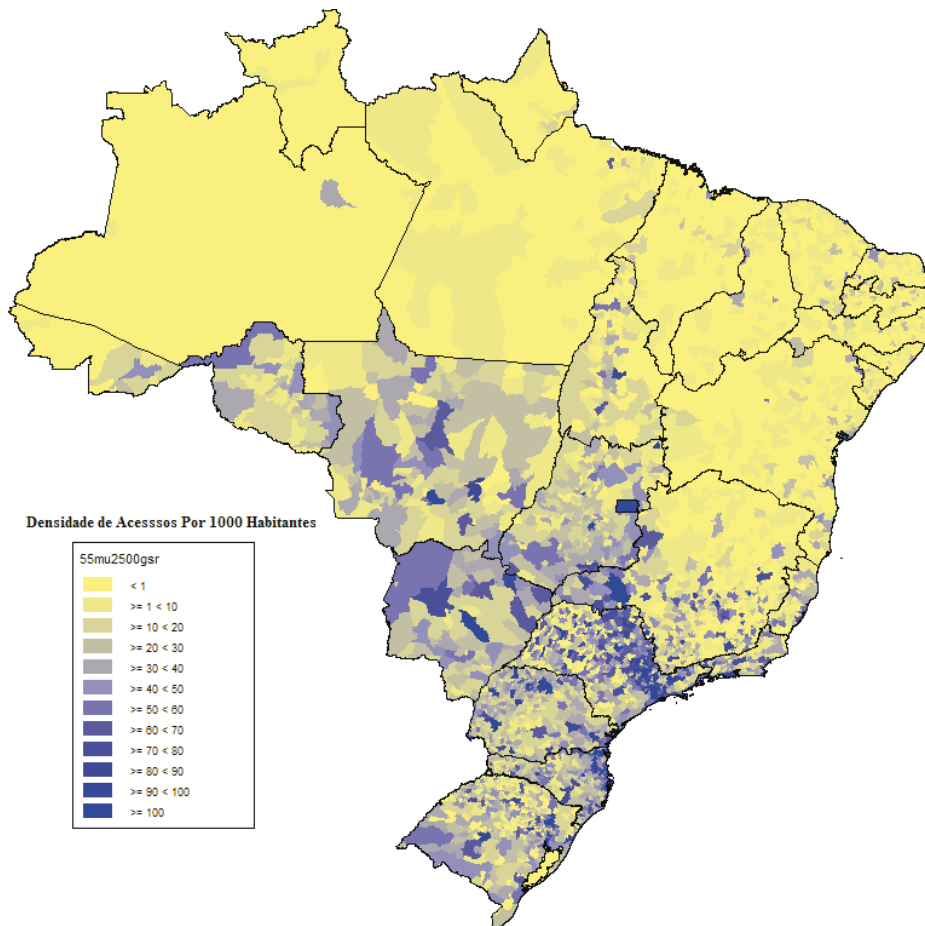 Densidade de Acesssos Por 1000 Habitantes
55mu2500gsr
< 1
>= 1 < 10
>= 10 < 20
>= 20 < 30
>= 30 < 40
>= 40 < 50
>= 50 < 60
>= 60 < 70
>= 70 < 80
>= 80 < 90
>= 90 < 100
>= 100